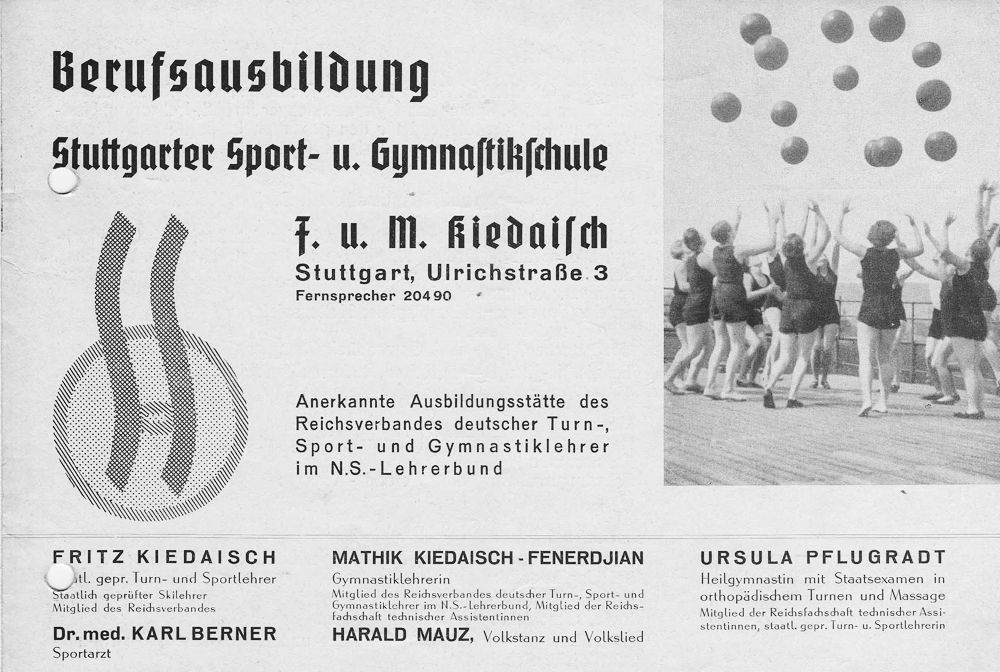 Berufsausbildung
Stuttgarter Sport- u. Gymnaſtikſchule
F. u. M. Kiedaiſch
Stuttgart, Ulrichstraße 3
Fernsprecher 20490
Anerkannte Ausbildungsstätte des
Reichsverbandes deutscher Turn-,
Sport- und Gymnastiklehrer
im N.S.-Lehrerbund
FRITZ KIEDAISCH
gepr. Turn- und Sportlehrer
Staatlich geprüfter Skilehrer
Mitglied des Reichsverbandes
Dr. med. KARL BERNER
Sportarzt
MATHIK KIEDAISCH-FENERDJIAN
Gymnastiklehrerin
Mitglied des Reichsverbandes deutscher Turn-, Sport- und
Gymnastiklehrer im N.S.-Lehrerbund, Mitglied der Reichs-
fachschaft technischer Assistentinnen
HARALD MAUZ, Volkstanz und Volkslied
URSULA PFLUGRADT
Heilgymnastin mit Staatsexamen in
orthopädischem Turnen und Massage
Mitglied der Reichsfachschaft technischer Assi-
stentinnen, staatl. gepr. Turn- u. Sportlehrerin